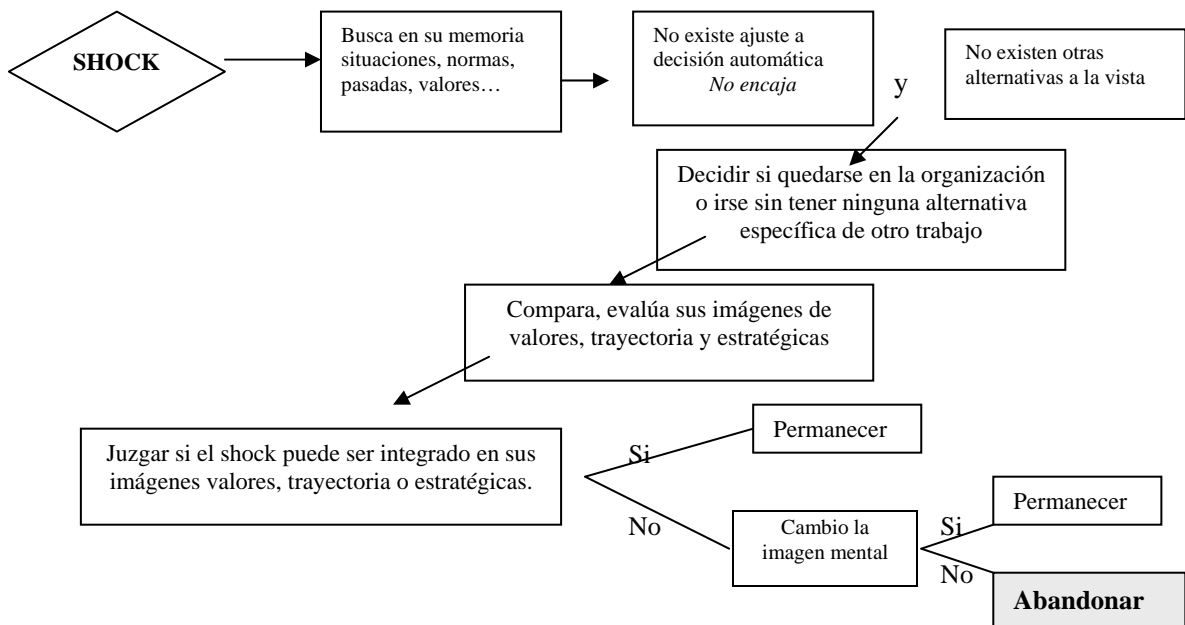 SHOCK
Busca en su memoria
situaciones, normas,
pasadas, valores…
No existe ajuste a
decisión automática
No encaja
y
No existen otras
alternativas a la vista
Decidir si quedarse en la organización
o irse sin tener ninguna alternativa
específica de otro trabajo
Compara, evalúa sus imágenes de
valores, trayectoria y estratégicas
Juzgar si el shock puede ser integrado en sus
imágenes valores, trayectoria o estratégicas.
Si
Permanecer
No
Cambio la
imagen mental
Si
Permanecer
No
Abandonar